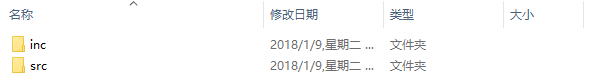 名称 修改日期 类型 大小
inc 2018/1/9,星期二 ... 文件夹
src 2018/1/9,星期二 ... 文件夹